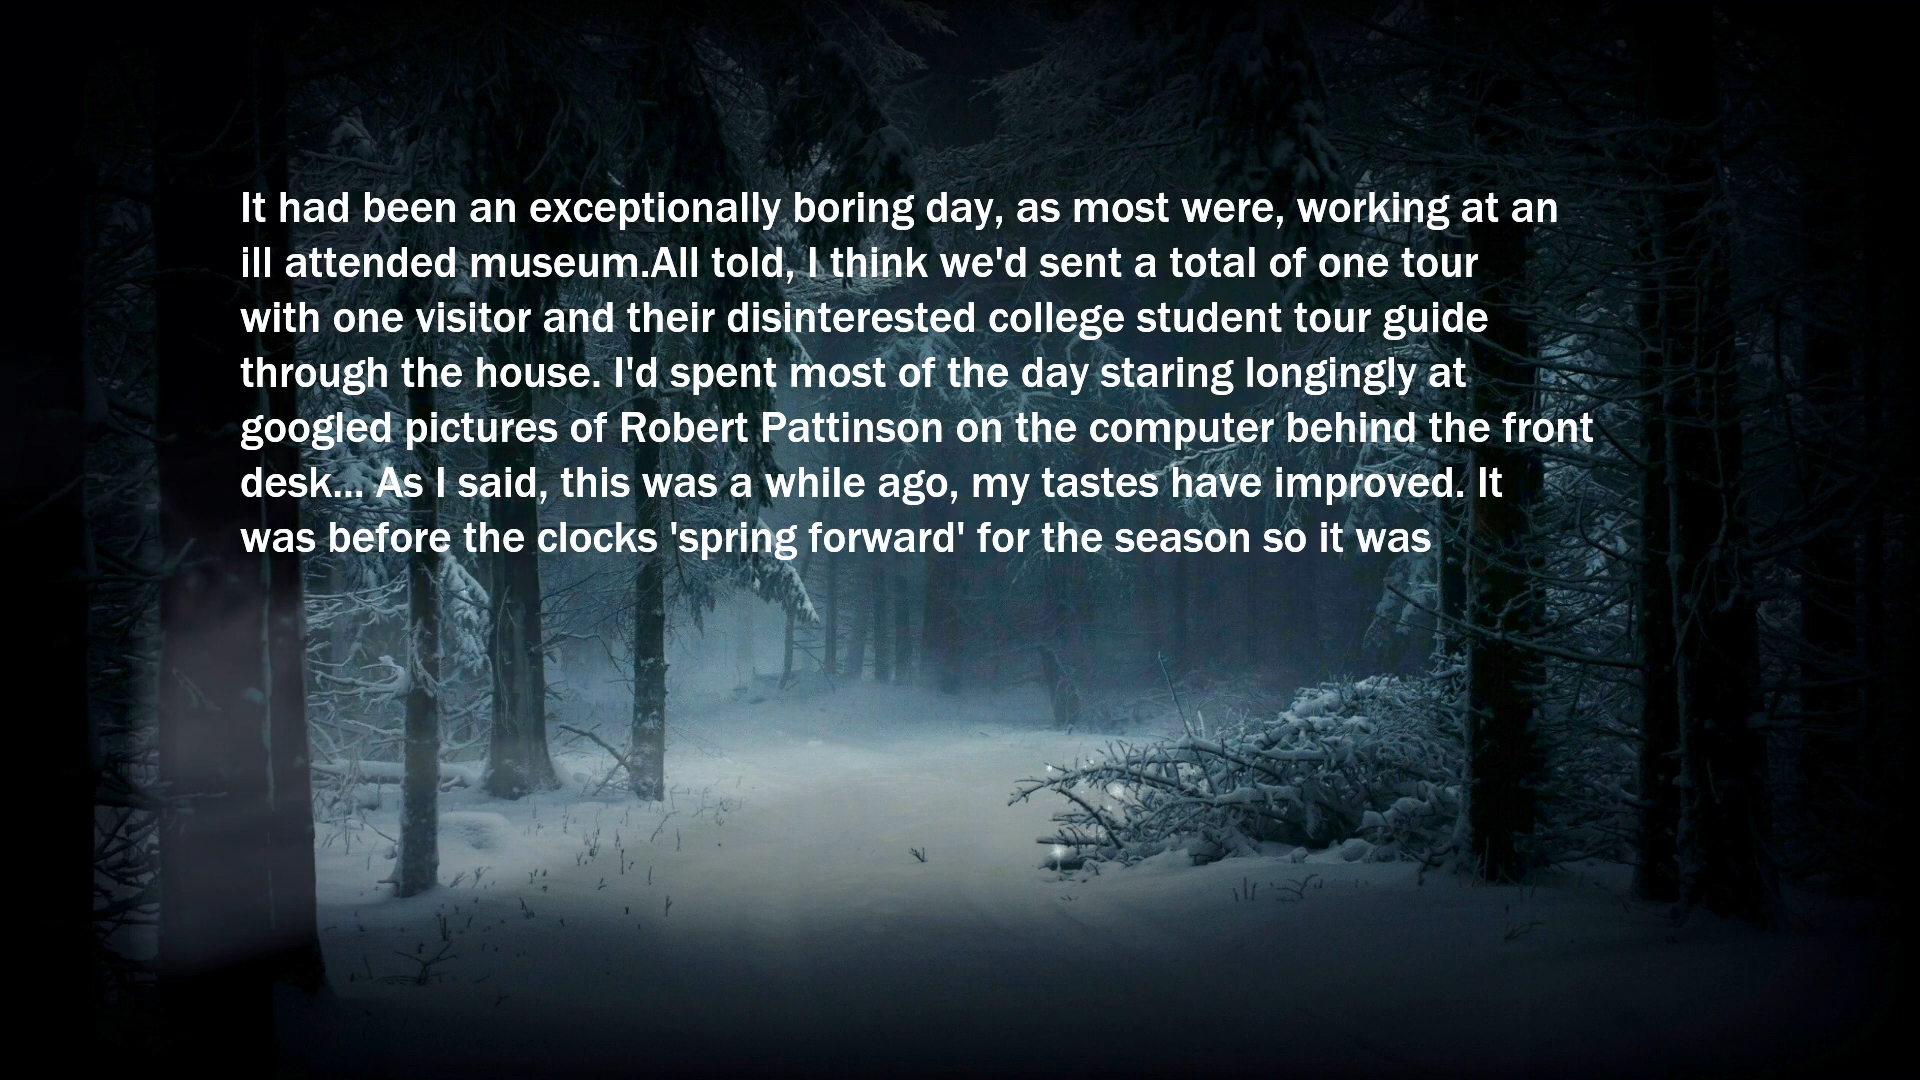 It had been an exceptionally boring day, as most were, working at an
ill attended museum.All told, I think we'd sent a total of one tour
with one visitor and their disinterested college student tour guide
through the house. I'd spent most of the day staring longingly at
googled pictures of Robert Pattinson on the computer behind the front
desk... As I said, this was a while ago, my tastes have improved. It
was before the clocks 'spring forward' for the season so it was